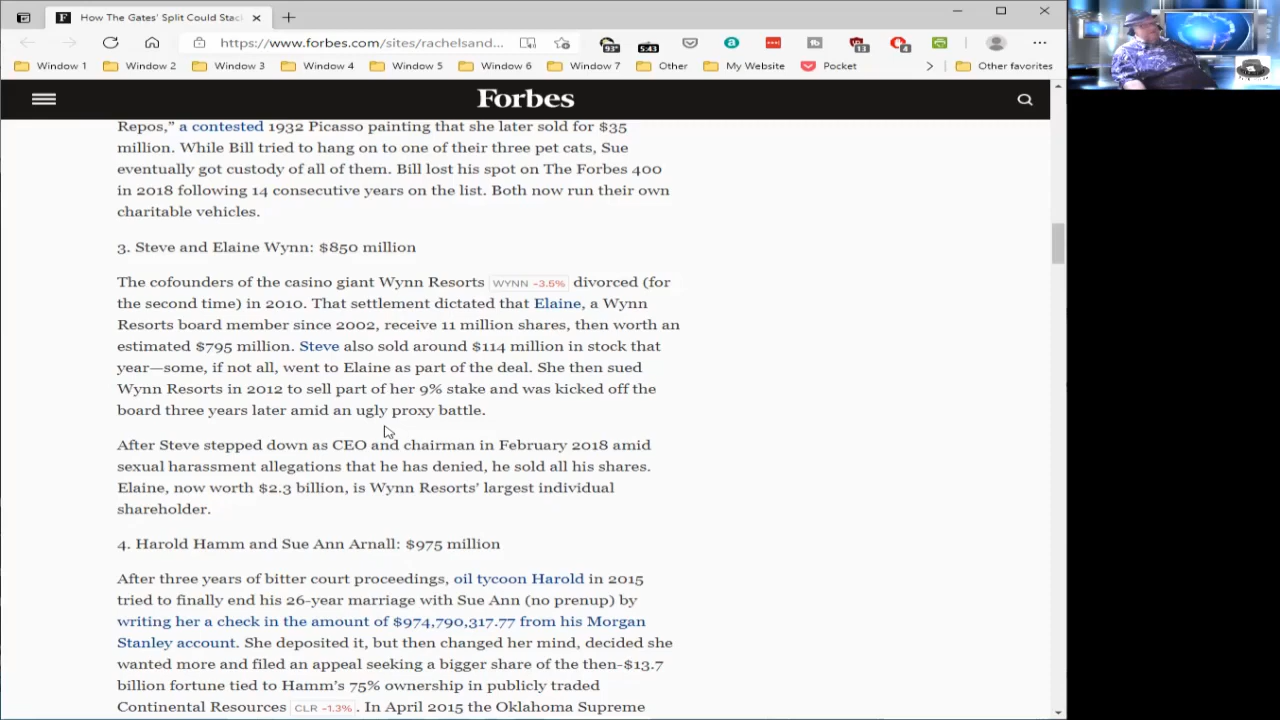 How The Gates' Split Could Stac
https://www.forbes.com/sites/rachelsand...
93°
5:43
13
4
Window 1
Window 2
Window 3
Window 4
Window 5
Window 6
Window 7
Other
My Website
Pocket
Other favorites
Forbes
Repos,” a contested 1932 Picasso painting that she later sold for $35
million. While Bill tried to hang on to one of their three pet cats, Sue
eventually got custody of all of them. Bill lost his spot on The Forbes 400
in 2018 following 14 consecutive years on the list. Both now run their own
charitable vehicles.
3. Steve and Elaine Wynn: $850 million
The cofounders of the casino giant Wynn Resorts WYNN -3.5% divorced (for
the second time) in 2010. That settlement dictated that Elaine, a Wynn
Resorts board member since 2002, receive 11 million shares, then worth an
estimated $795 million. Steve also sold around $114 million in stock that
year—some, if not all, went to Elaine as part of the deal. She then sued
Wynn Resorts in 2012 to sell part of her 9% stake and was kicked off the
board three years later amid an ugly proxy battle.
After Steve stepped down as CEO and chairman in February 2018 amid
sexual harassment allegations that he has denied, he sold all his shares.
Elaine, now worth $2.3 billion, is Wynn Resorts’ largest individual
shareholder.
4. Harold Hamm and Sue Ann Arnall: $975 million
After three years of bitter court proceedings, oil tycoon Harold in 2015
tried to finally end his 26-year marriage with Sue Ann (no prenup) by
writing her a check in the amount of $974,790,317.77 from his Morgan
Stanley account. She deposited it, but then changed her mind, decided she
wanted more and filed an appeal seeking a bigger share of the then-$13.7
billion fortune tied to Hamm’s 75% ownership in publicly traded
Continental Resources CLR -1.3% . In April 2015 the Oklahoma Supreme